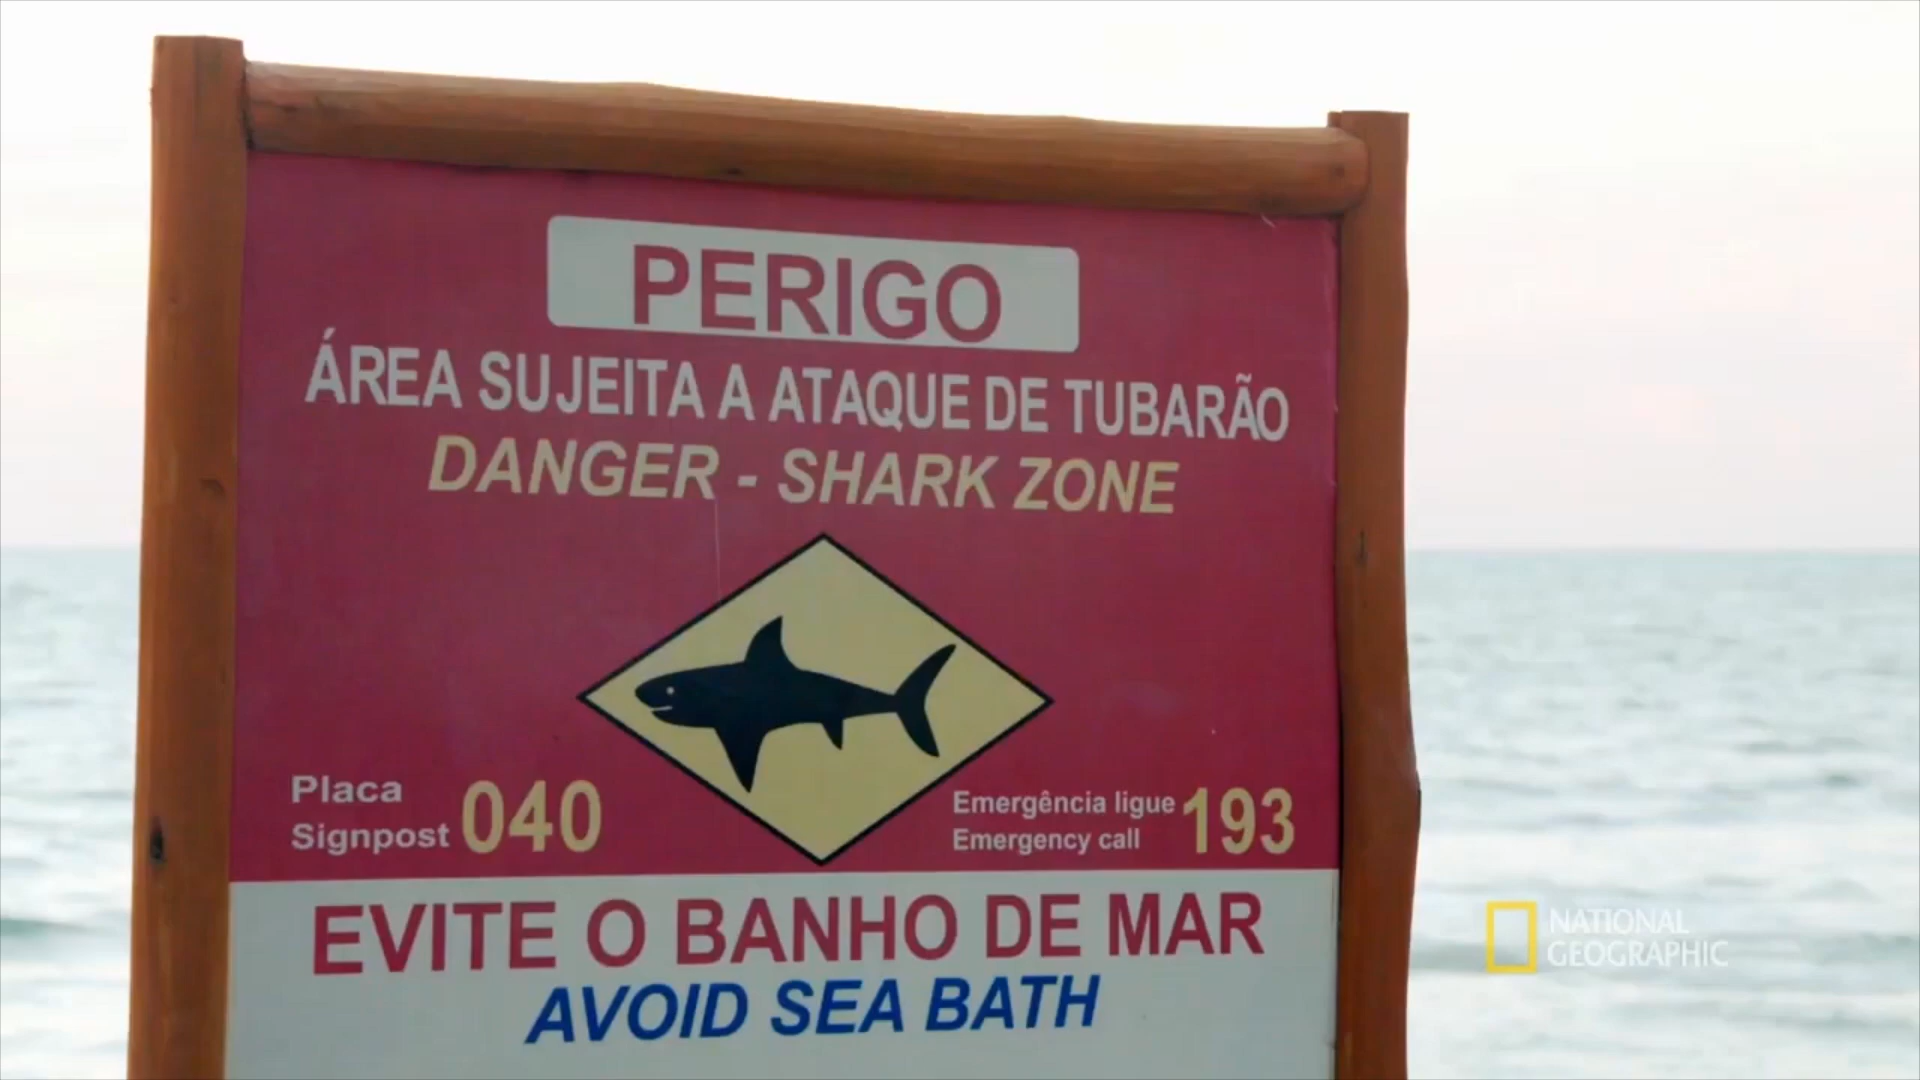 PERIGO
ÁREA SUJEITA A ATAQUE DE TUBARÃO
DANGER - SHARK ZONE
Placa
Signpost 040
Emergência ligue
Emergency call 193
EVITE O BANHO DE MAR
AVOID SEA BATH
NATIONAL
GEOGRAPHIC